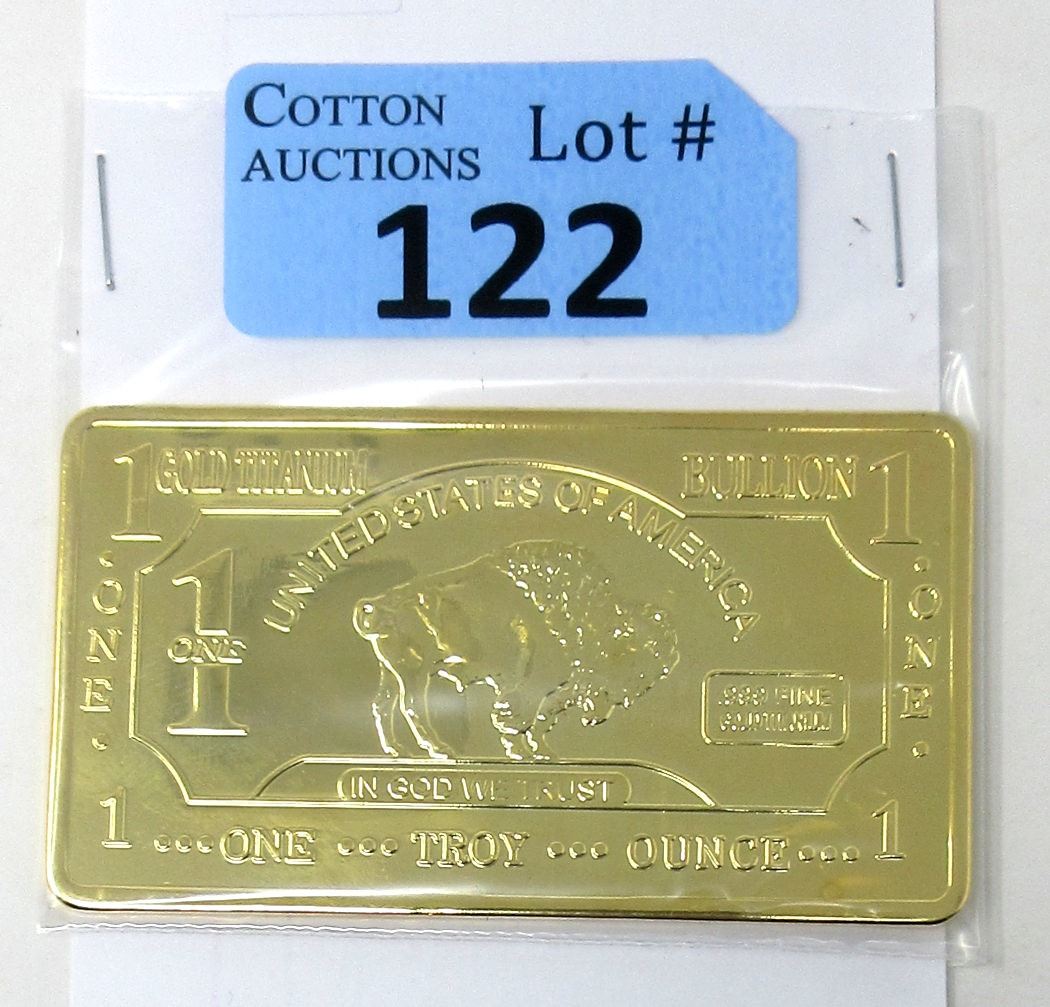 COTTON
AUCTIONS
Lot #
122
1 GOLD TITANIUM BULLION 1
UNITED STATES OF AMERICA
1
ONE
· ONE ·
· ONE ·
.999 FINE
IN GOD WE TRUST
1 ... ONE ... TROY ... OUNCE ... 1